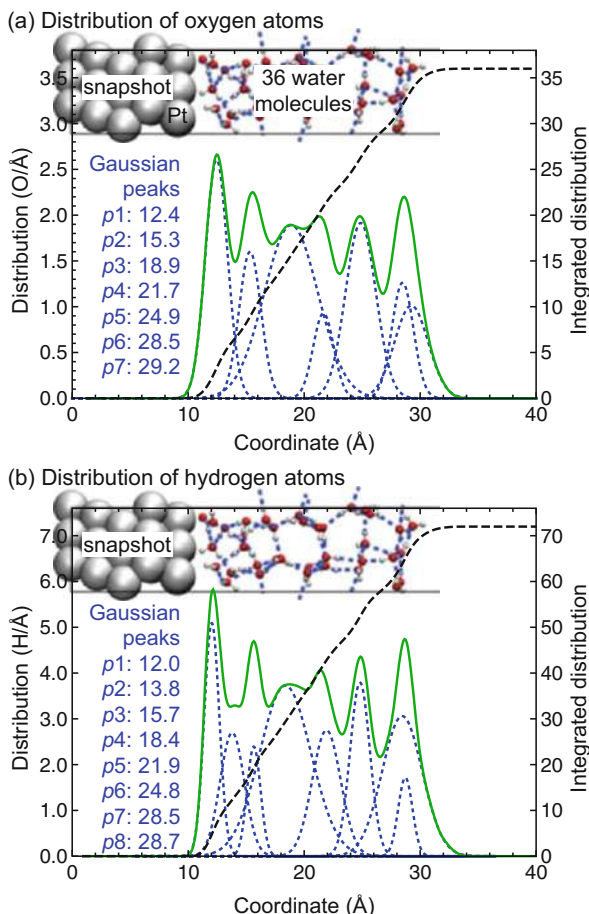 (a) Distribution of oxygen atoms
snapshot
Pt
36 water
molecules
Gaussian
peaks
p1: 12.4
p2: 15.3
p3: 18.9
p4: 21.7
p5: 24.9
p6: 28.5
p7: 29.2
Distribution (O/Å)
3.5
3.0
2.5
2.0
1.5
1.0
0.5
0.0
Integrated distribution
35
30
25
20
15
10
5
0
0 10 20 30 40
Coordinate (Å)
(b) Distribution of hydrogen atoms
snapshot
Gaussian
peaks
p1: 12.0
p2: 13.8
p3: 15.7
p4: 18.4
p5: 21.9
p6: 24.8
p7: 28.5
p8: 28.7
Distribution (H/Å)
7.0
6.0
5.0
4.0
3.0
2.0
1.0
0.0
Integrated distribution
70
60
50
40
30
20
10
0
0 10 20 30 40
Coordinate (Å)